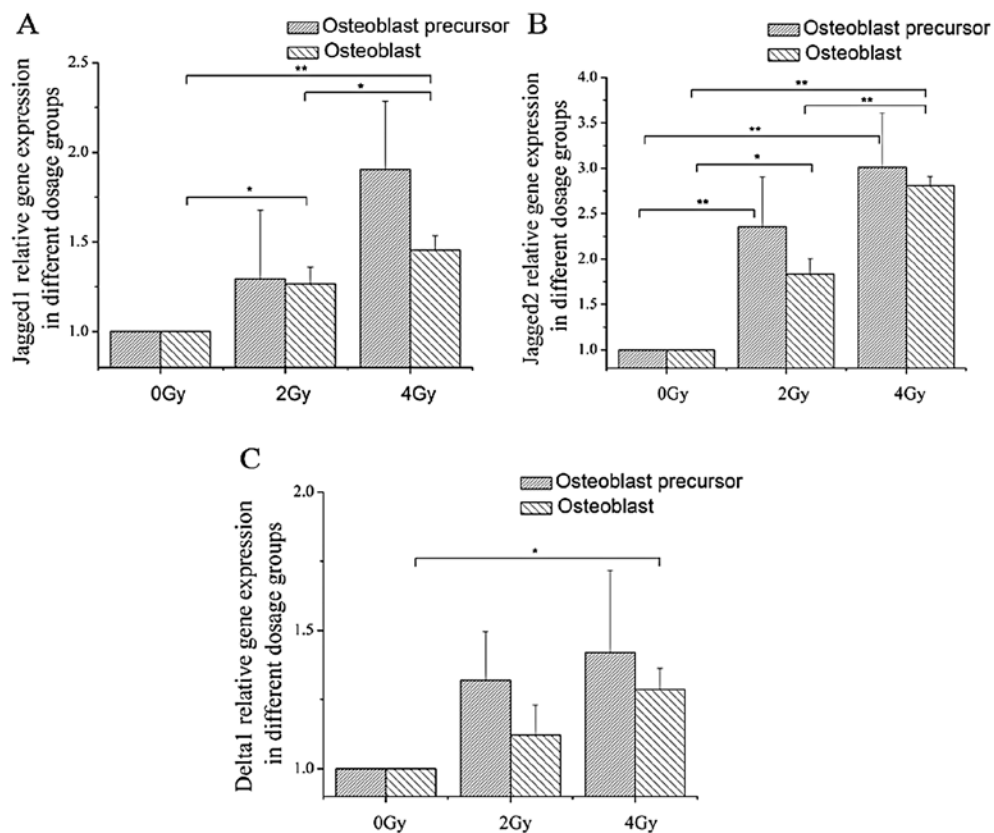 A
Osteoblast precursor
Osteoblast
Jagged1 relative gene expression
in different dosage groups
2.5
2.0
1.5
1.0
**
*
*
0Gy
2Gy
4Gy
B
Osteoblast precursor
Osteoblast
Jagged2 relative gene expression
in different dosage groups
4.0
3.5
3.0
2.5
2.0
1.5
1.0
**
**
**
*
**
0Gy
2Gy
4Gy
C
Osteoblast precursor
Osteoblast
Delta1 relative gene expression
in different dosage groups
2.0
1.5
1.0
*
0Gy
2Gy
4Gy